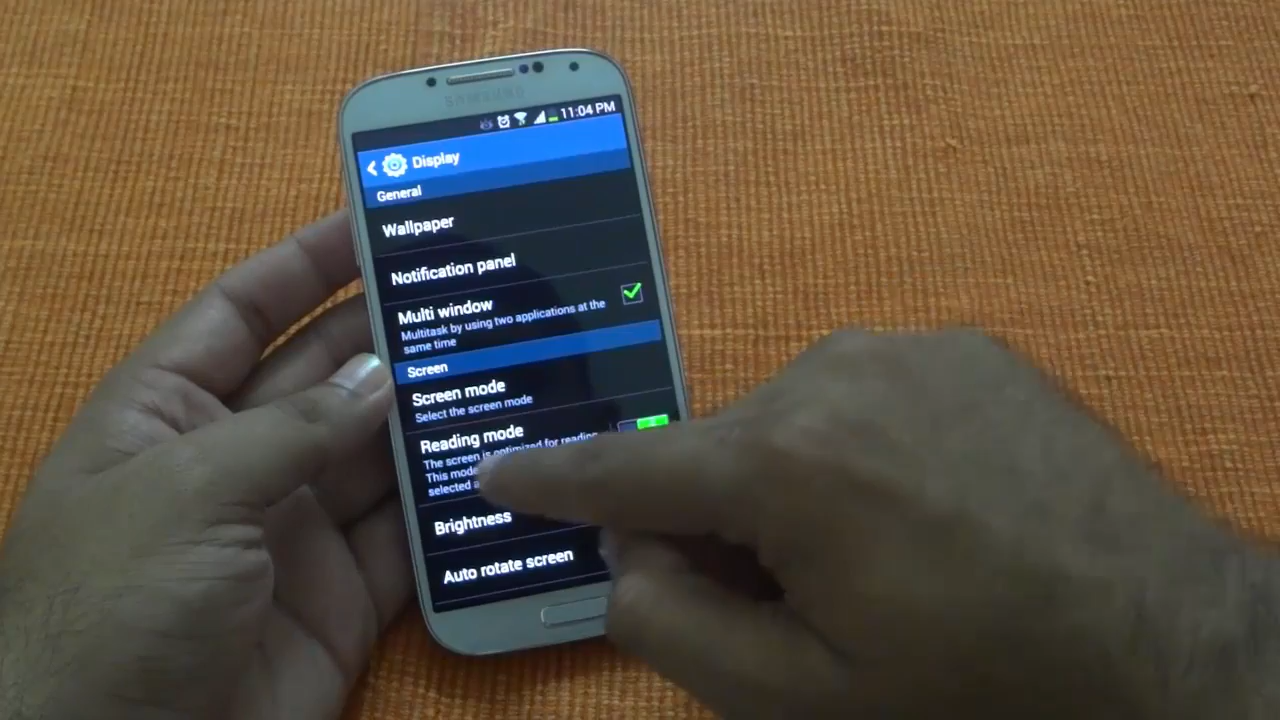 SAMSUNG
11:04 PM
Display
General
Wallpaper
Notification panel
Multi window
Multitask by using two applications at the
same time
Screen
Screen mode
Select the screen mode
Reading mode
The screen is optimized for reading.
This mode
selected
Brightness
Auto rotate screen